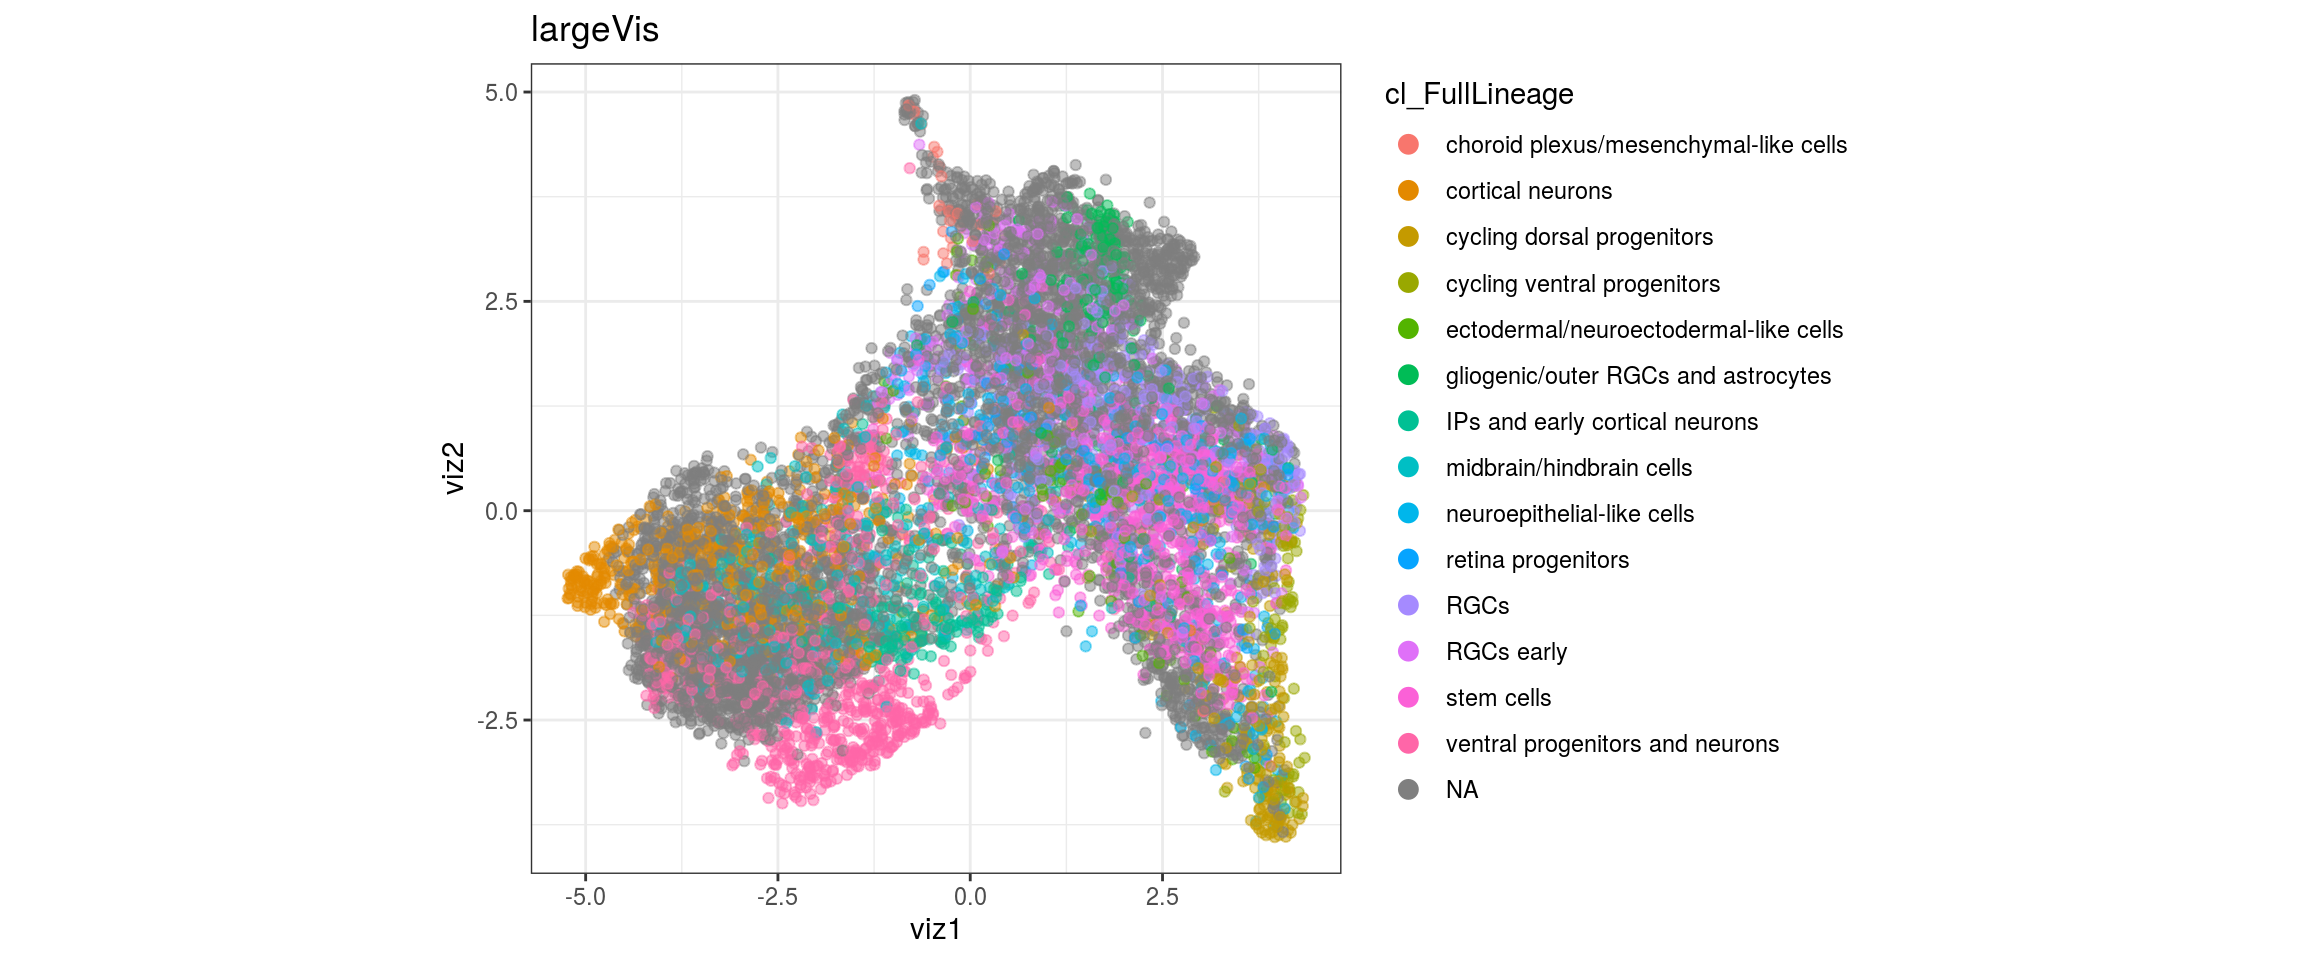 largeVis
5.0
2.5
0.0
-2.5
viz2
-5.0
-2.5
0.0
2.5
viz1
cl_FullLineage
choroid plexus/mesenchymal-like cells
cortical neurons
cycling dorsal progenitors
cycling ventral progenitors
ectodermal/neuroectodermal-like cells
gliogenic/outer RGCs and astrocytes
IPs and early cortical neurons
midbrain/hindbrain cells
neuroepithelial-like cells
retina progenitors
RGCs
RGCs early
stem cells
ventral progenitors and neurons
NA